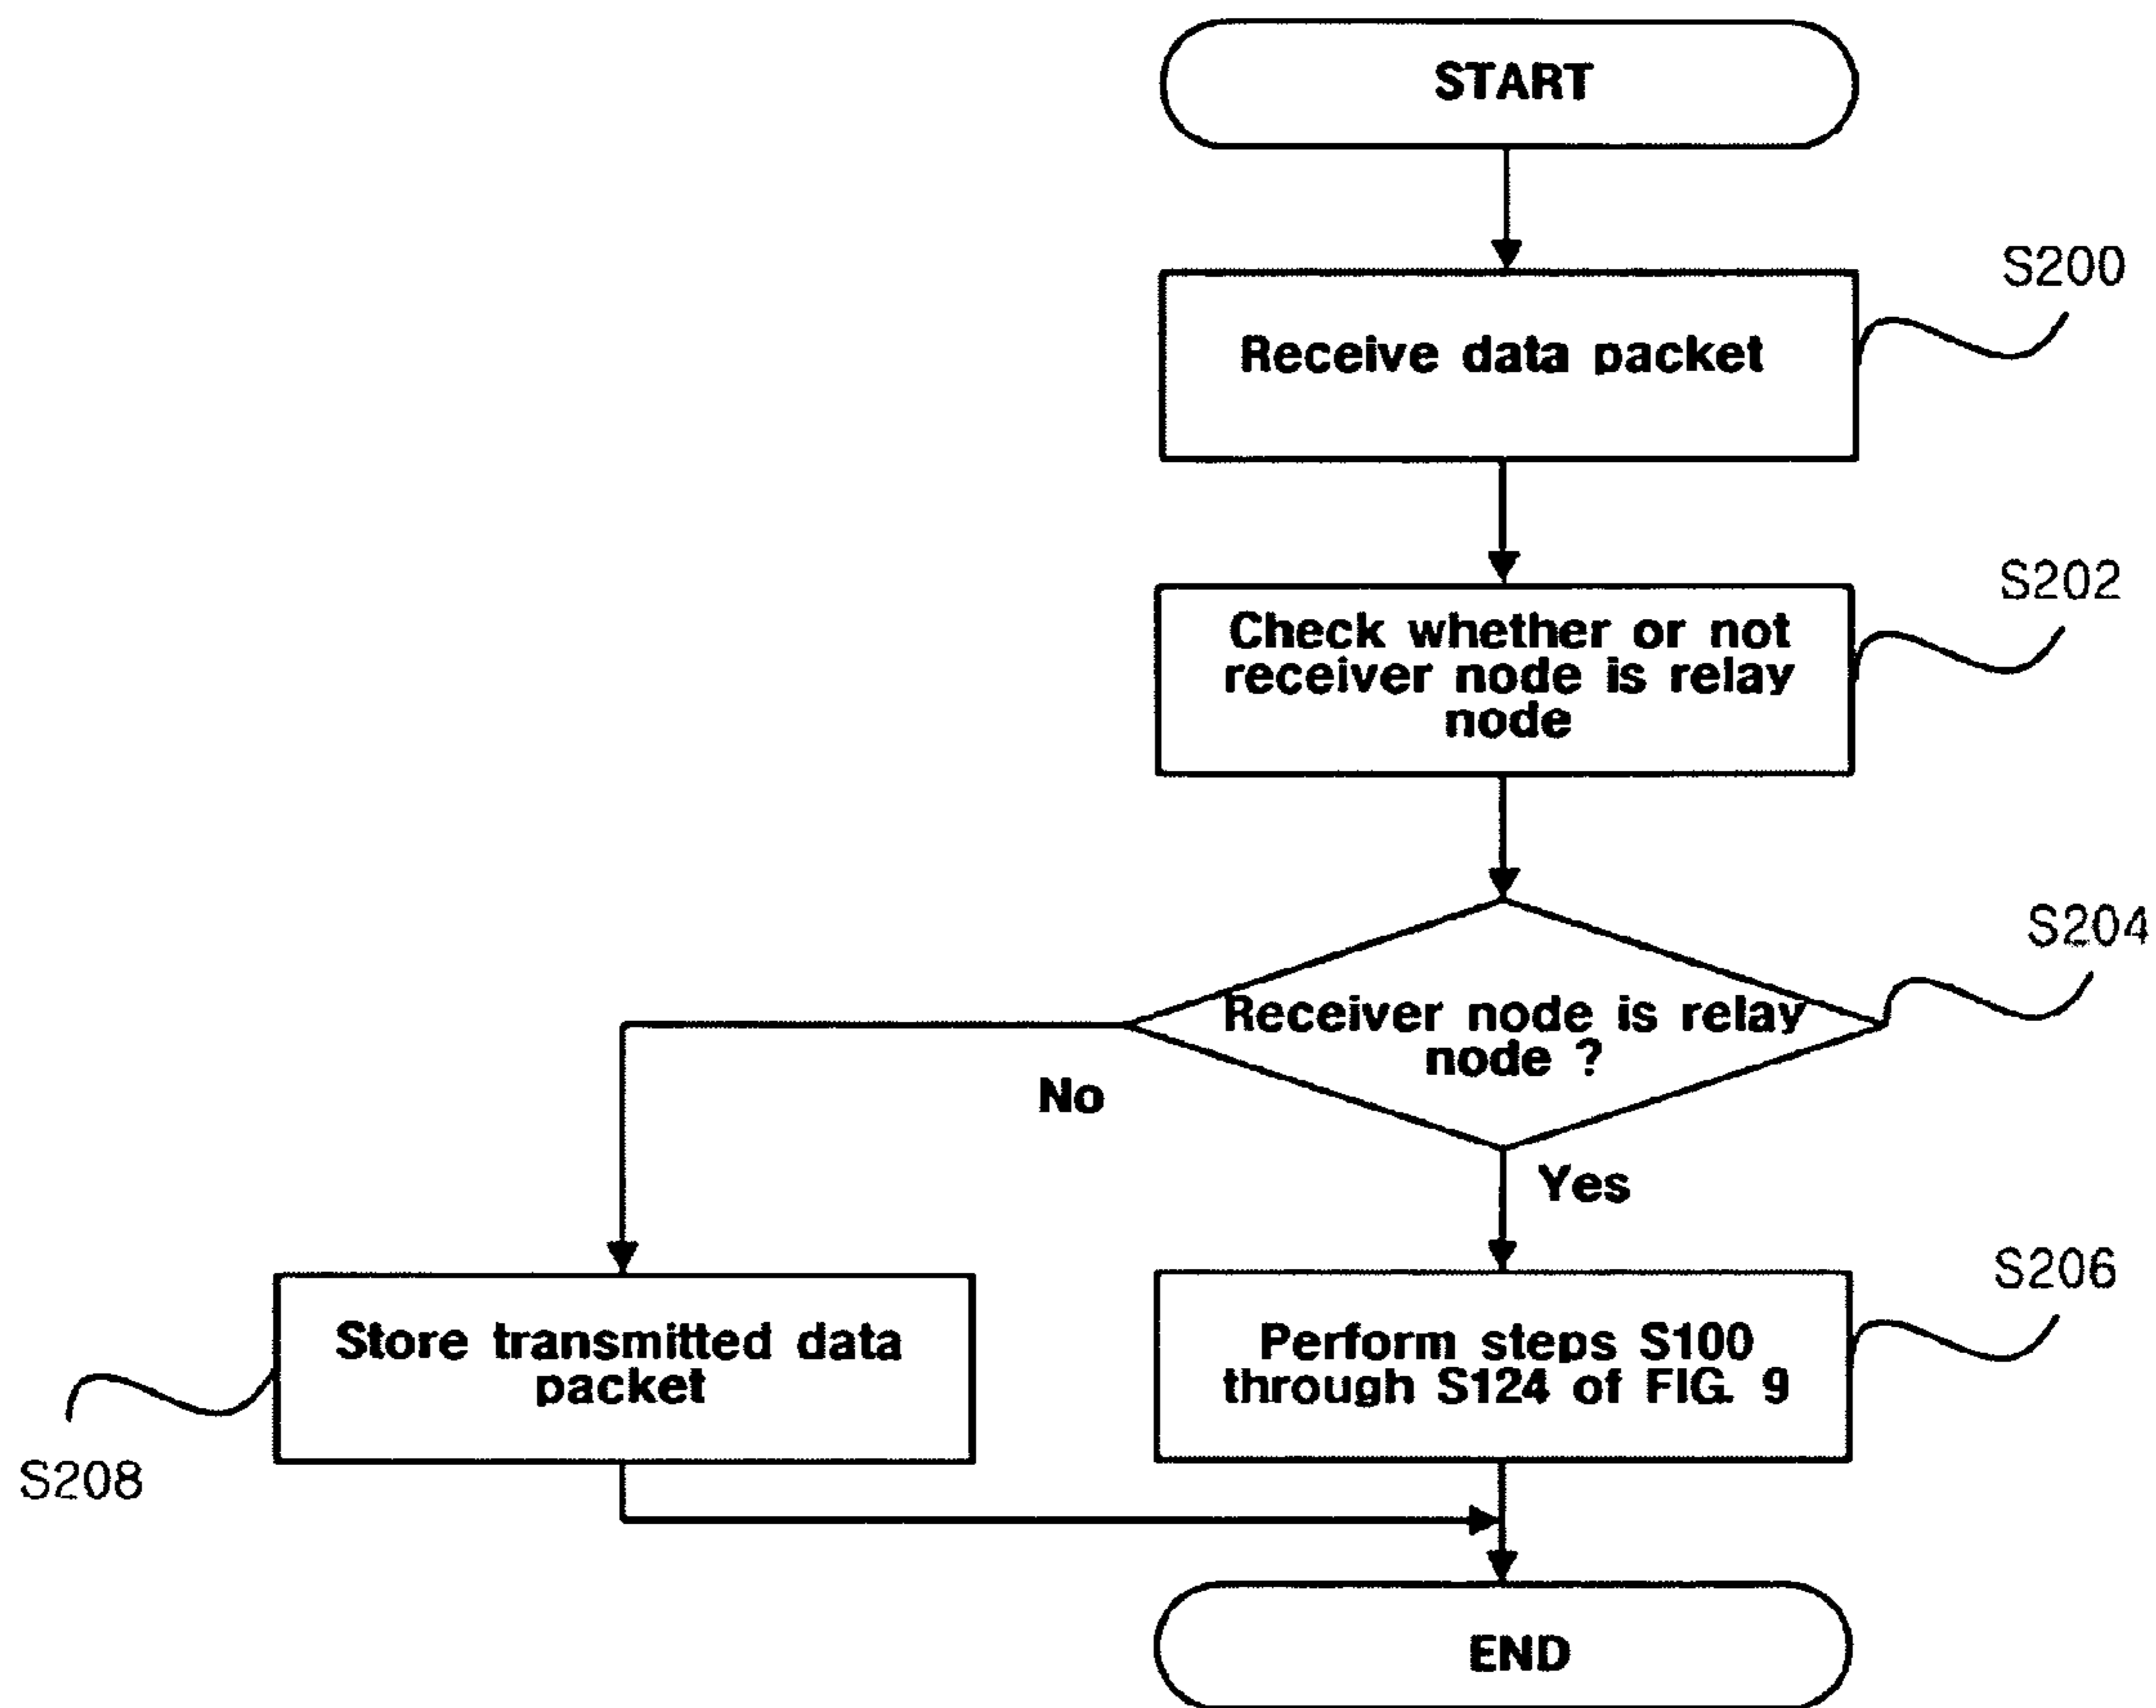 START
S200
Receive data packet
S202
Check whether or not
receiver node is relay
node
S204
Receiver node is relay
node ?
No
Yes
S206
Store transmitted data
packet
Perform steps S100
through S124 of FIG. 9
S208
END